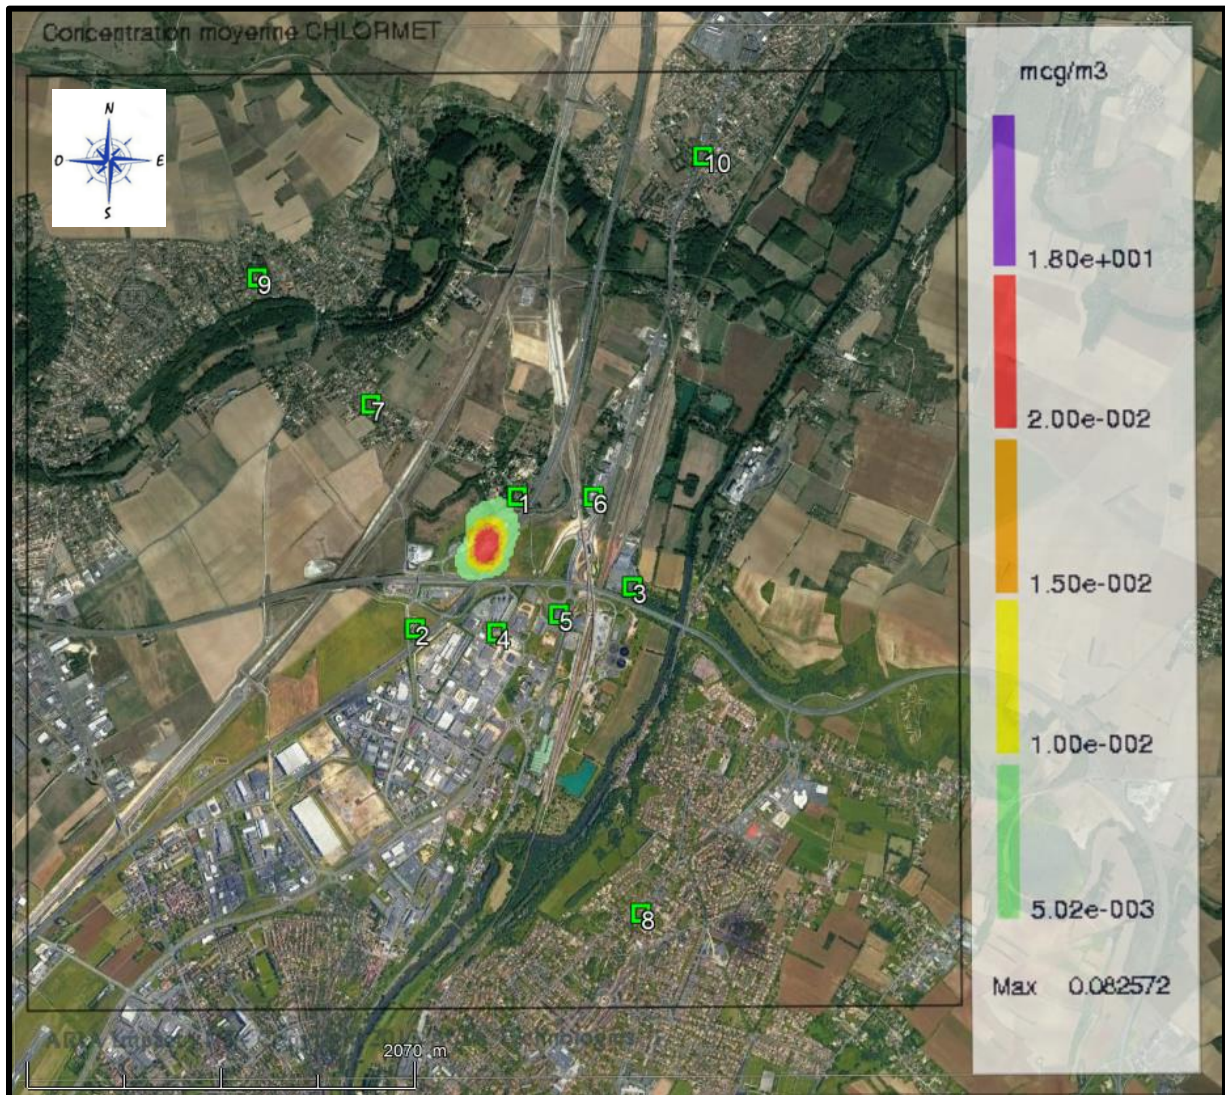 Concentration moyenne CHLORMET
mcg/m3
N
O E
S
1.80e+001
2.00e-002
1.50e-002
1.00e-002
5.02e-003
Max 0.082572
10
9
7
1
6
3
5
2
4
8
2070 m